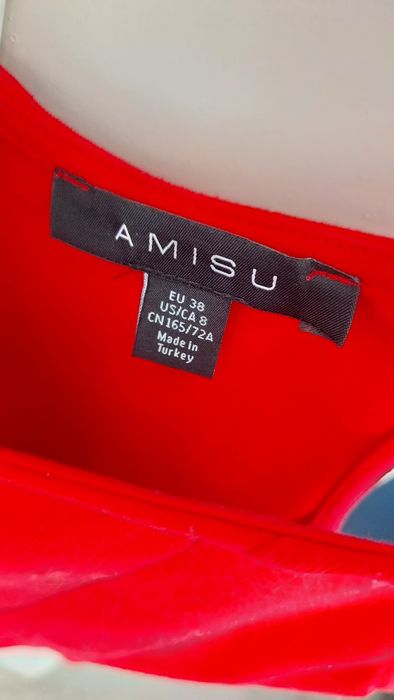 AMISU
EU 38
US/CA 8
CN165/72A
Made in
Turkey